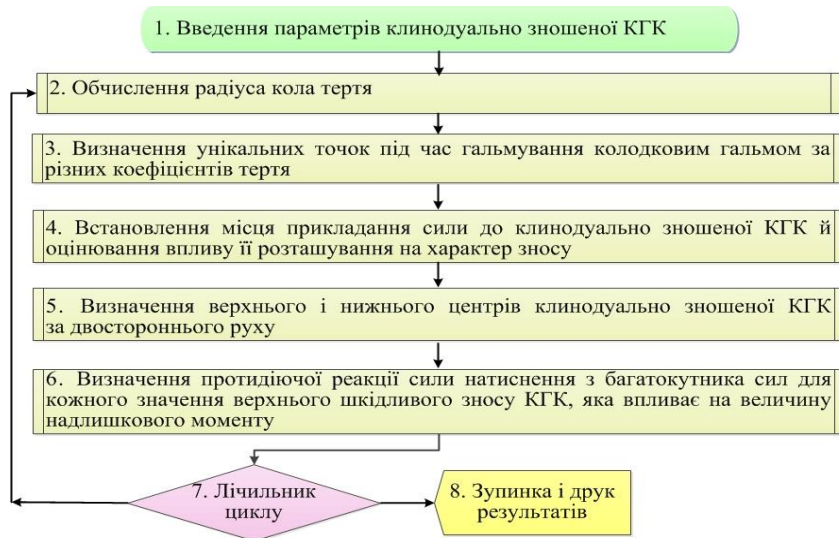 1. Введення параметрів клинодуально зношеної КГК
2. Обчислення радіуса кола тертя
3. Визначення унікальних точок під час гальмування колодковим гальмом за
різних коефіцієнтів тертя
4. Встановлення місця прикладання сили до клинодуально зношеної КГК й
оцінювання впливу її розташування на характер зносу
5. Визначення верхнього і нижнього центрів клинодуально зношеної КГК
за двостороннього руху
6. Визначення протидіючої реакції сили натиснення з багатокутника сил для
кожного значення верхнього шкідливого зносу КГК, яка впливає на величину
надлишкового моменту
7. Лічильник
циклу
8. Зупинка і друк
результатів